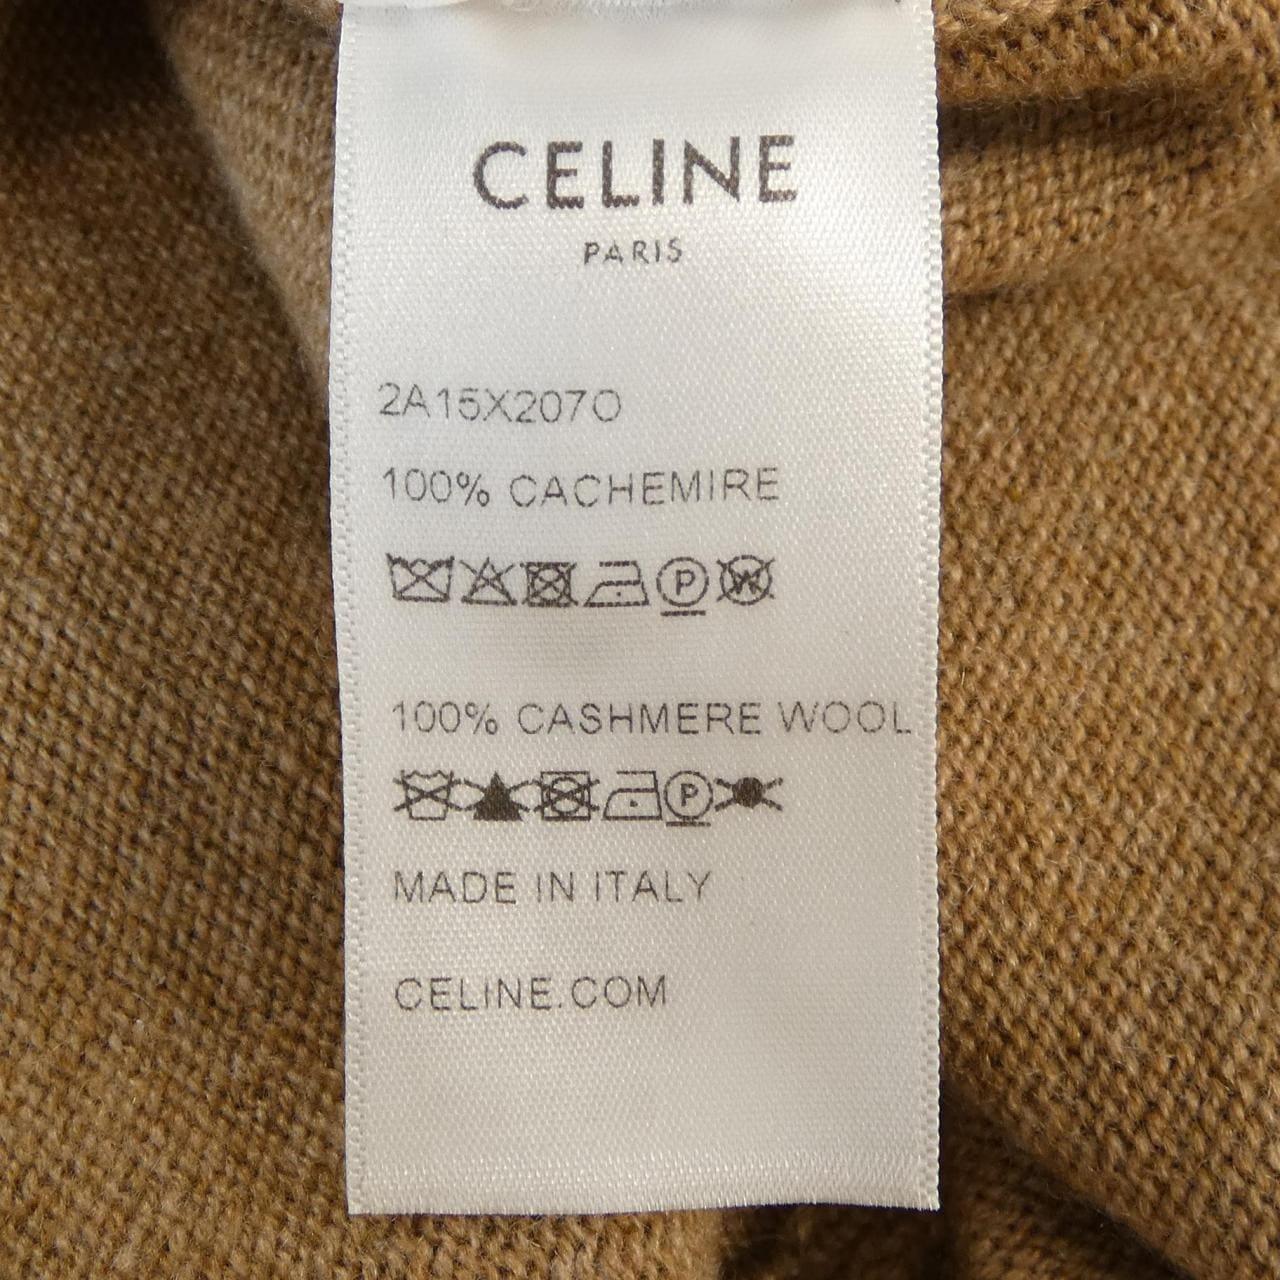 CELINE
PARIS
2A15X207O
100% CACHEMIRE
P W
100% CASHMERE WOOL
P
MADE IN ITALY
CELINE.COM